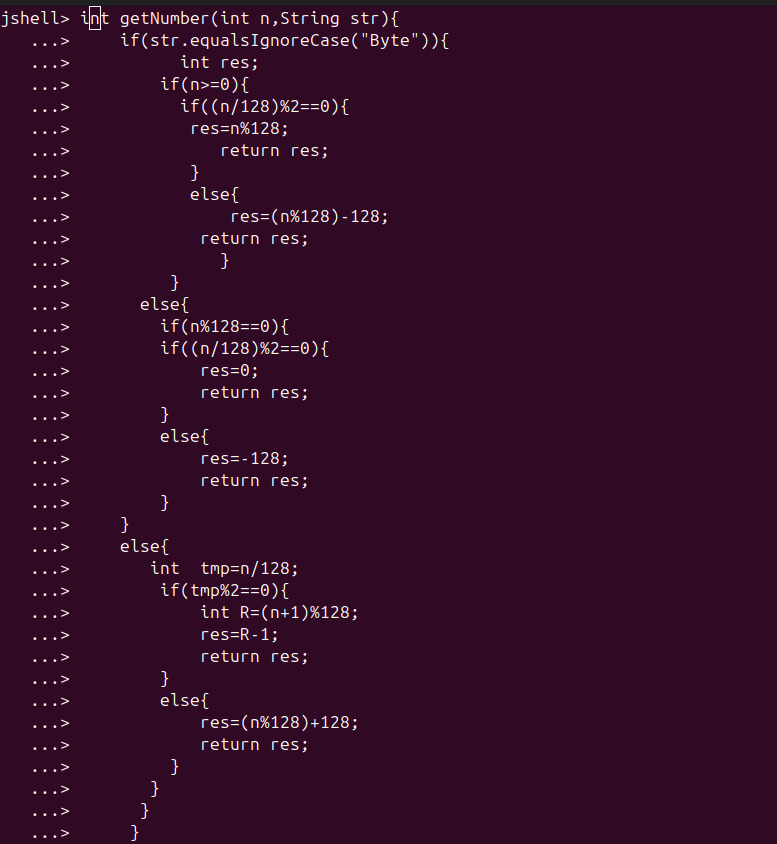 jshell> int getNumber(int n,String str){
   ...>     if(str.equalsIgnoreCase("Byte")){
   ...>           int res;
   ...>         if(n>=0){
   ...>           if((n/128)%2==0){
   ...>            res=n%128;
   ...>               return res;
   ...>            }
   ...>            else{
   ...>                res=(n%128)-128;
   ...>             return res;
   ...>               }
   ...>          }
   ...>       else{
   ...>         if(n%128==0){
   ...>         if((n/128)%2==0){
   ...>             res=0;
   ...>             return res;
   ...>         }
   ...>         else{
   ...>             res=-128;
   ...>             return res;
   ...>         }
   ...>     }
   ...>     else{
   ...>        int  tmp=n/128;
   ...>         if(tmp%2==0){
   ...>             int R=(n+1)%128;
   ...>             res=R-1;
   ...>             return res;
   ...>         }
   ...>         else{
   ...>             res=(n%128)+128;
   ...>             return res;
   ...>          }
   ...>        }
   ...>       }
   ...>      }